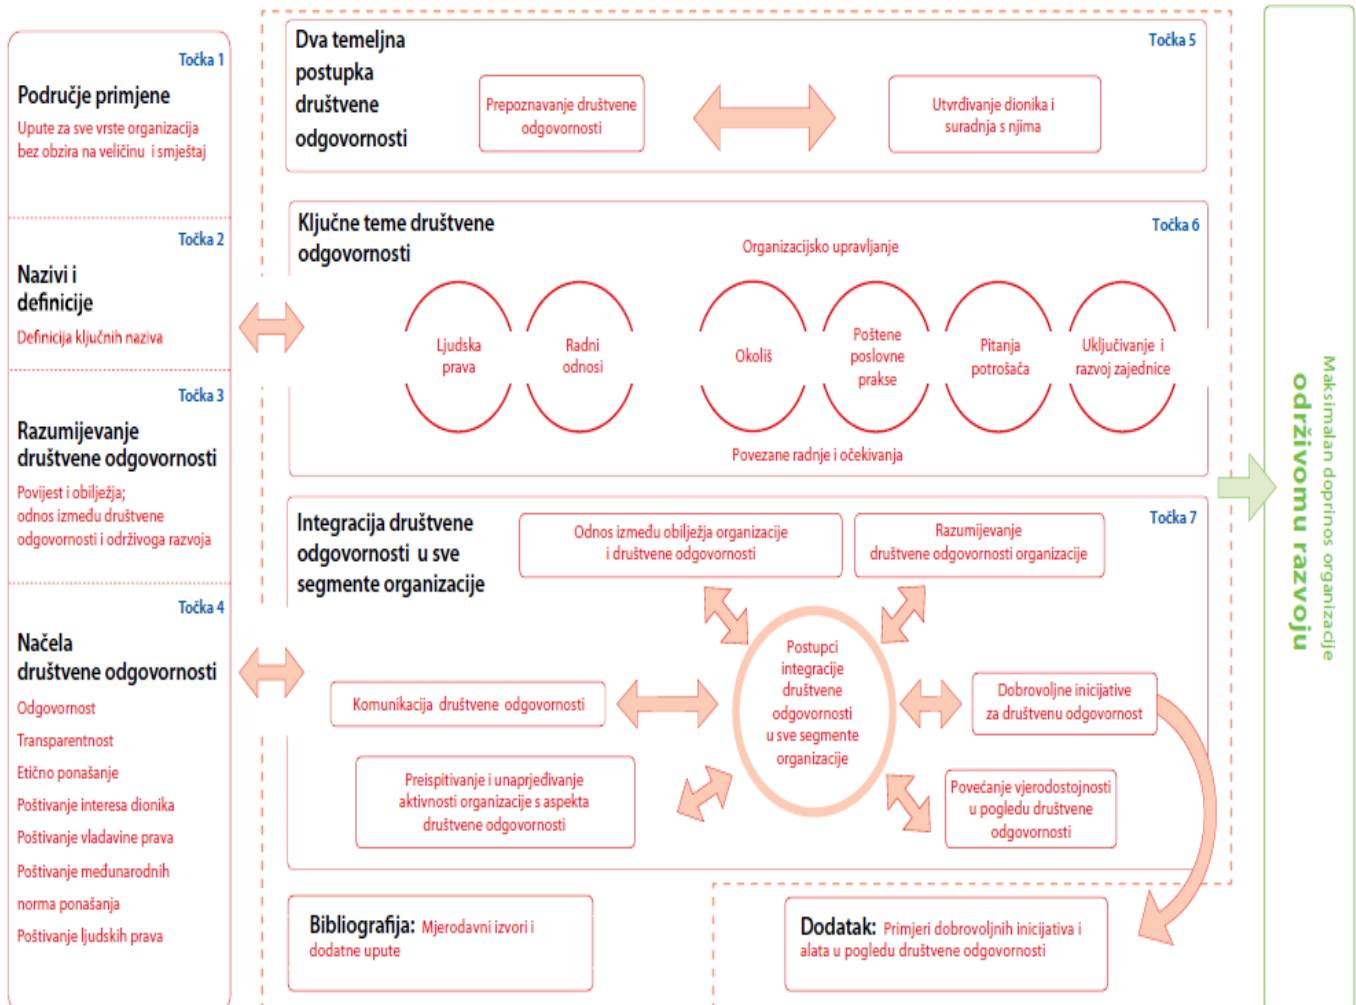 Točka 1
Područje primjene
Upute za sve vrste organizacija
bez obzira na veličinu i smještaj
Točka 2
Nazivi i
definicije
Definicija ključnih naziva
Točka 3
Razumijevanje
društvene odgovornosti
Povijest i obilježja;
odnos između društvene
odgovornosti i održivoga razvoja
Točka 4
Načela
društvene odgovornosti
Odgovornost
Transparentnost
Etično ponašanje
Poštivanje interesa dionika
Poštivanje vladavine prava
Poštivanje međunarodnih
norma ponašanja
Poštivanje ljudskih prava
Dva temeljna
postupka
društvene
odgovornosti
Točka 5
Prepoznavanje društvene
odgovornosti
Utvrđivanje dionika i
suradnja s njima
Ključne teme društvene
odgovornosti
Točka 6
Organizacijsko upravljanje
Ljudska
prava
Radni
odnosi
Okoliš
Poštene
poslovne
prakse
Pitanja
potrošača
Uključivanje i
razvoj zajednice
Povezane radnje i očekivanja
Integracija društvene
odgovornosti u sve
segmente organizacije
Točka 7
Odnos između obilježja organizacije
i društvene odgovornosti
Razumijevanje
društvene odgovornosti organizacije
Postupci
integracije
društvene
odgovornosti
u sve segmente
organizacije
Komunikacija društvene odgovornosti
Dobrovoljne inicijative
za društvenu odgovornost
Preispitivanje i unaprjeđivanje
aktivnosti organizacije s aspekta
društvene odgovornosti
Povećanje vjerodostojnosti
u pogledu društvene
odgovornosti
Bibliografija: Mjerodavni izvori i
dodatne upute
Dodatak: Primjeri dobrovoljnih inicijativa i
alata u pogledu društvene odgovornosti
Maksimalan doprinos organizacije
održivomu razvoju